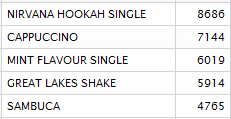 NIRVANA HOOKAH SINGLE 8686
CAPPUCCINO 7144
MINT FLAVOUR SINGLE 6019
GREAT LAKES SHAKE 5914
SAMBUCA 4765